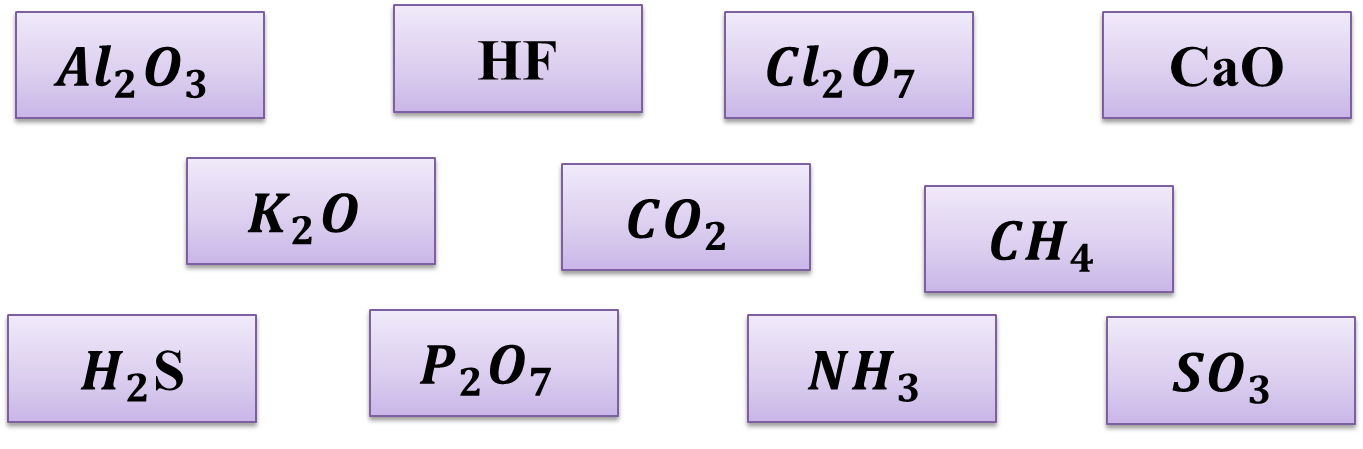 Al₂O₃ HF Cl₂O₇ CaO
K₂O CO₂ CH₄
H₂S P₂O₇ NH₃ SO₃